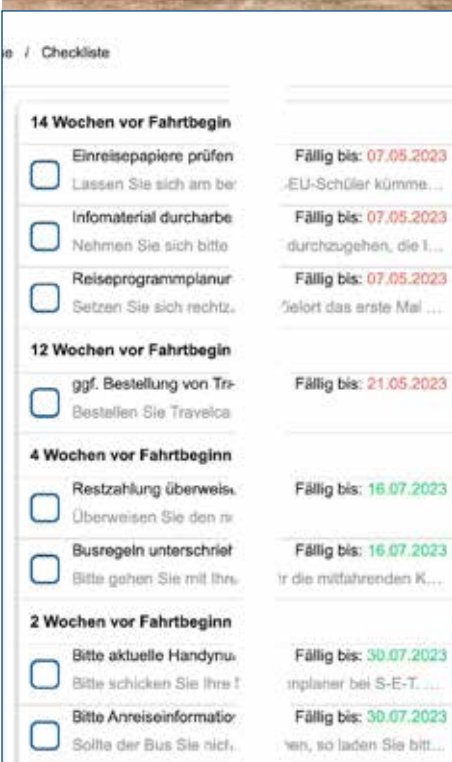 / Checkliste
14 Wochen vor Fahrtbegin
Einreisepapiere prüfen Fällig bis: 07.05.2023
Lassen Sie sich am -EU-Schüler kümme...
Infomaterial durcharbe Fällig bis: 07.05.2023
Nehmen Sie sich bitte durchzugehen, die I...
Reiseprogrammplanur Fällig bis: 07.05.2023
Setzen Sie sich rechtz. Zielort das erste Mal ...
12 Wochen vor Fahrtbegin
ggf. Bestellung von Fällig bis: 21.05.2023
Bestellen Sie Travelca
4 Wochen vor Fahrtbeginn
Restzahlung überweis Fällig bis: 16.07.2023
Überweisen Sie den
Busregeln unterschrief Fällig bis: 16.07.2023
Bitte gehen Sie mit Ihre die mitfahrenden K...
2 Wochen vor Fahrtbeginn
Bitte aktuelle Handynu Fällig bis: 30.07.2023
Bitte schicken Sie Ihre nplaner bei S-E-T. ...
Bitte Anreiseinformatio Fällig bis: 30.07.2023
Sollte der Bus Sie nich so laden Sie bitt...